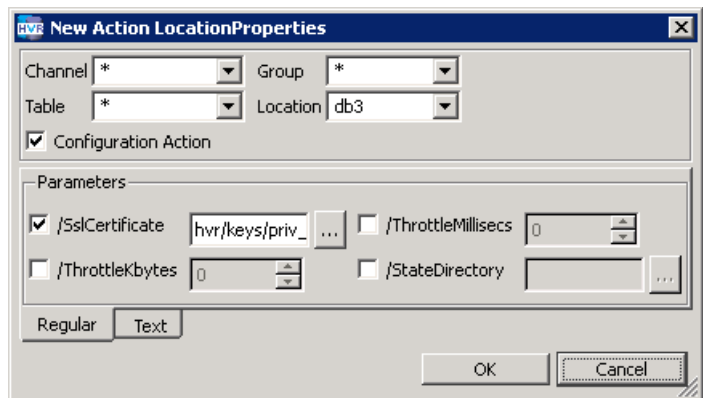 HVR New Action LocationProperties
Channel * Group *
Table * Location db3
Configuration Action
Parameters
/SslCertificate hvr/keys/priv_ ... /ThrottleMillisecs 0
/ThrottleKbytes 0 /StateDirectory ...
Regular Text
OK Cancel